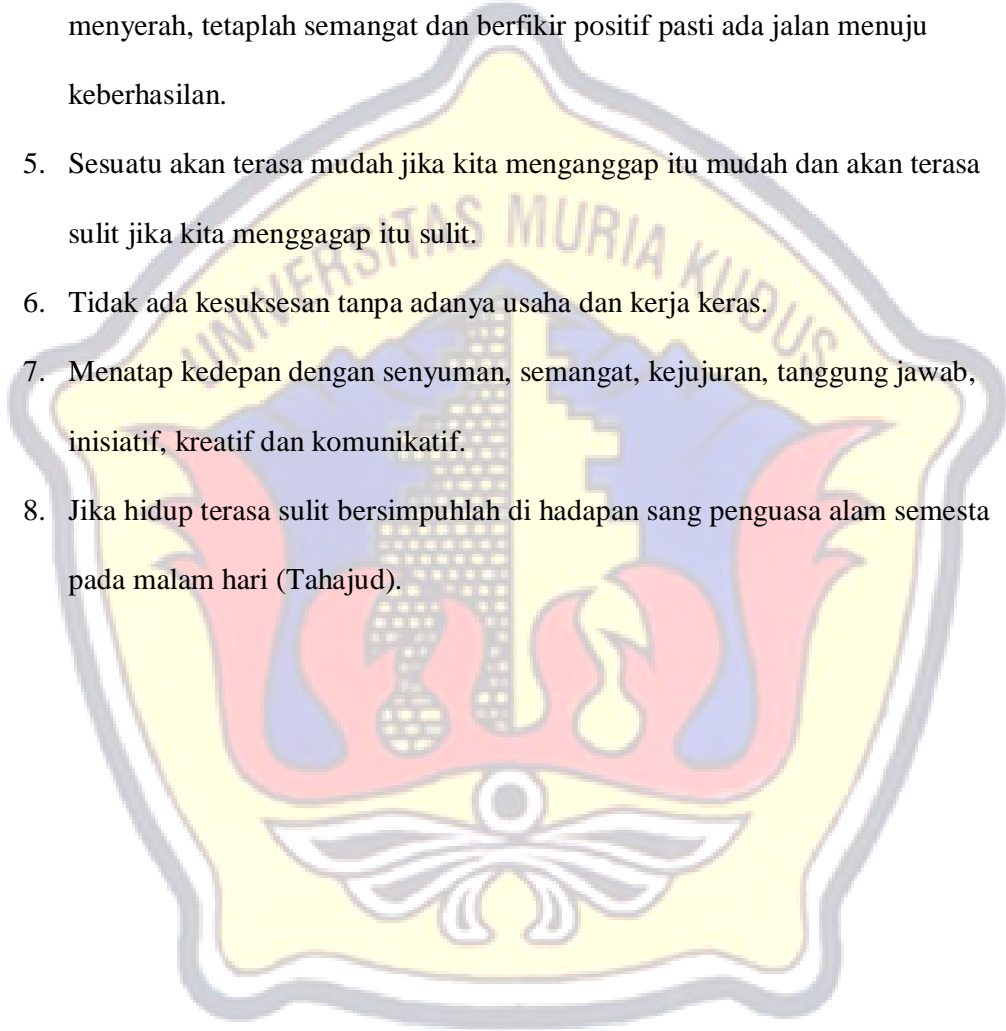 menyerah, tetaplah semangat dan berfikir positif pasti ada jalan menuju
keberhasilan.
5. Sesuatu akan terasa mudah jika kita menganggap itu mudah dan akan terasa
sulit jika kita menggagap itu sulit.
UNIVERSITAS MURIA KUDUS
6. Tidak ada kesuksesan tanpa adanya usaha dan kerja keras.
7. Menatap kedepan dengan senyuman, semangat, kejujuran, tanggung jawab,
inisiatif, kreatif dan komunikatif.
8. Jika hidup terasa sulit bersimpuhlah di hadapan sang penguasa alam semesta
pada malam hari (Tahajud).